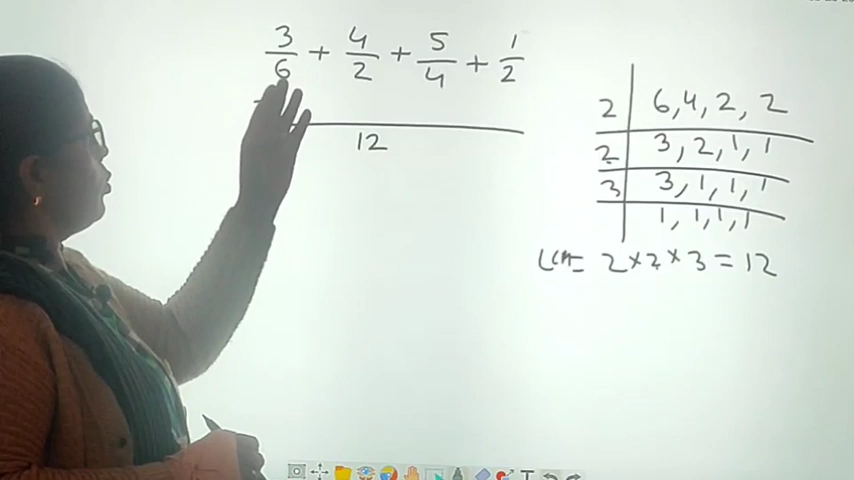 3/6 + 4/2 + 5/4 + 1/2
12
2 | 6, 4, 2, 2
2 | 3, 2, 1, 1
3 | 3, 1, 1, 1
1, 1, 1, 1
LCM = 2 × 2 × 3 = 12